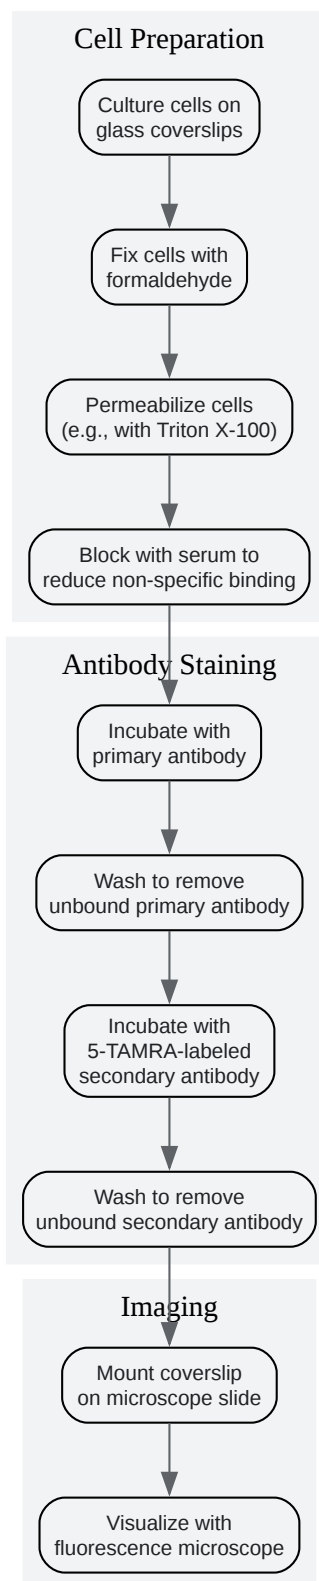 Cell Preparation
Culture cells on
glass coverslips
Fix cells with
formaldehyde
Permeabilize cells
(e.g., with Triton X-100)
Block with serum to
reduce non-specific binding
Antibody Staining
Incubate with
primary antibody
Wash to remove
unbound primary antibody
Incubate with
5-TAMRA-labeled
secondary antibody
Wash to remove
unbound secondary antibody
Imaging
Mount coverslip
on microscope slide
Visualize with
fluorescence microscope